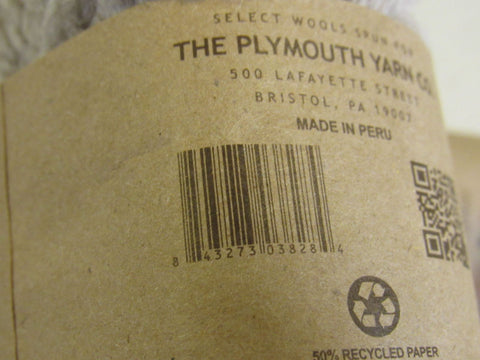 SELECT WOOLS SPUN FOR
THE PLYMOUTH YARN CO.
500 LAFAYETTE STREET
BRISTOL, PA 19007
MADE IN PERU
8 43273 03828 4
50% RECYCLED PAPER